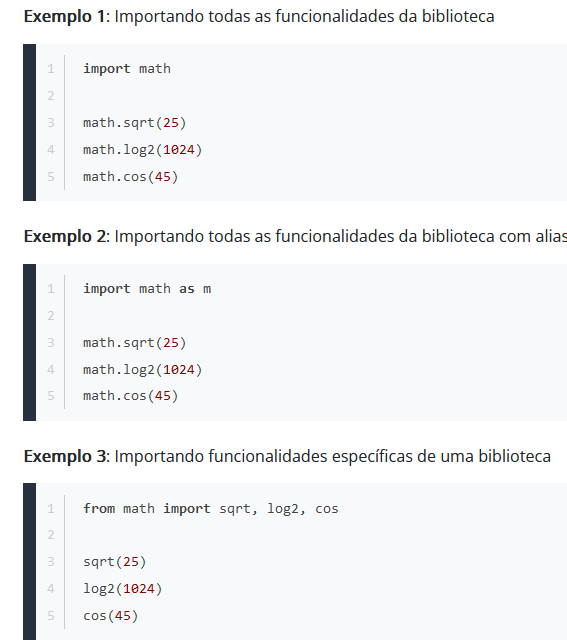 Exemplo 1: Importando todas as funcionalidades da biblioteca
1 import math
2
3 math.sqrt(25)
4 math.log2(1024)
5 math.cos(45)
Exemplo 2: Importando todas as funcionalidades da biblioteca com alias
1 import math as m
2
3 math.sqrt(25)
4 math.log2(1024)
5 math.cos(45)
Exemplo 3: Importando funcionalidades específicas de uma biblioteca
1 from math import sqrt, log2, cos
2
3 sqrt(25)
4 log2(1024)
5 cos(45)